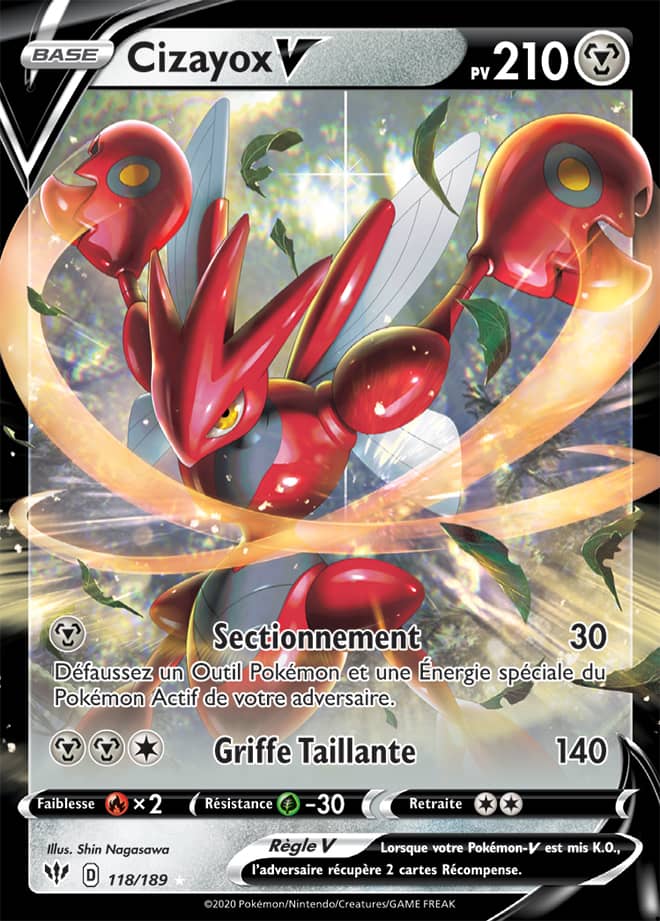 BASE
Cizayox V
PV 210
Sectionnement 30
Défaussez un Outil Pokémon et une Énergie spéciale du
Pokémon Actif de votre adversaire.
Griffe Taillante 140
Faiblesse ×2 Résistance -30 Retraite
Illus. Shin Nagasawa
Règle V Lorsque votre Pokémon-V est mis K.O.,
l'adversaire récupère 2 cartes Récompense.
D 118/189
©2020 Pokémon/Nintendo/Creatures/GAME FREAK